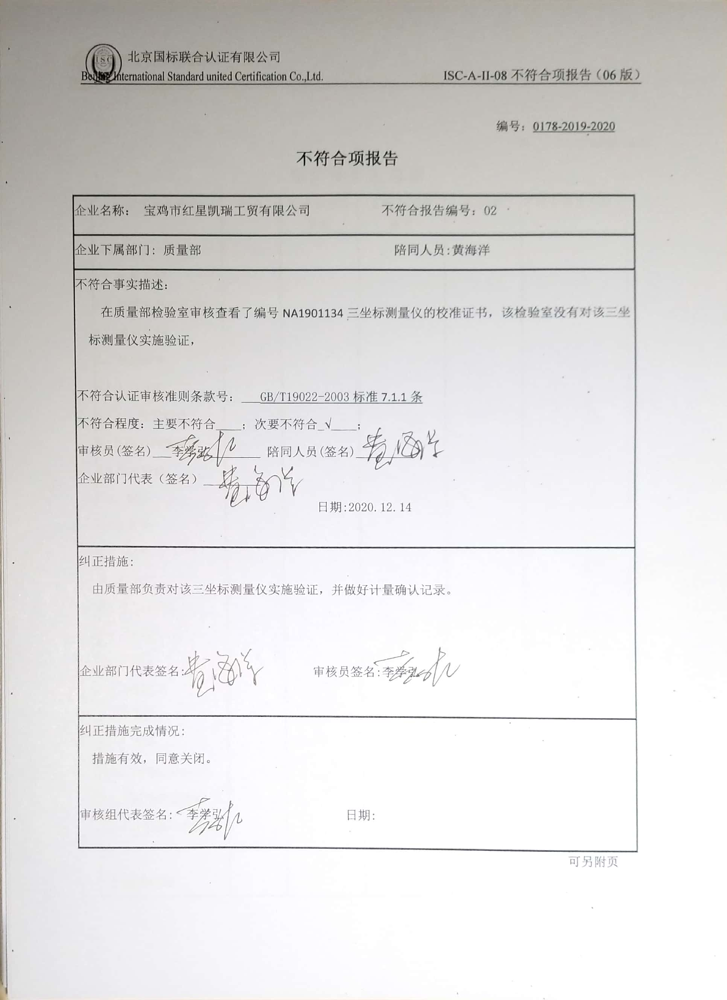 ISC
北京国标联合认证有限公司
Beijing International Standard united Certification Co.,Ltd.
ISC-A-II-08 不符合项报告（06 版）
编号：0178-2019-2020
不符合项报告
企业名称： 宝鸡市红星凯瑞工贸有限公司 不符合报告编号：02
企业下属部门：质量部 陪同人员:黄海洋
不符合事实描述：
在质量部检验室审核查看了编号 NA1901134 三坐标测量仪的校准证书，该检验室没有对该三坐
标测量仪实施验证，
不符合认证审核准则条款号： GB/T19022-2003 标准 7.1.1 条
不符合程度：主要不符合____；次要不符合_√____；
审核员(签名) 李学弘 陪同人员(签名) 黄海洋
企业部门代表（签名） 黄海洋
日期:2020.12.14
纠正措施:
由质量部负责对该三坐标测量仪实施验证，并做好计量确认记录。
企业部门代表签名: 黄海洋 审核员签名:李学弘
纠正措施完成情况:
措施有效，同意关闭。
审核组代表签名: 李学弘 日期:
可另附页